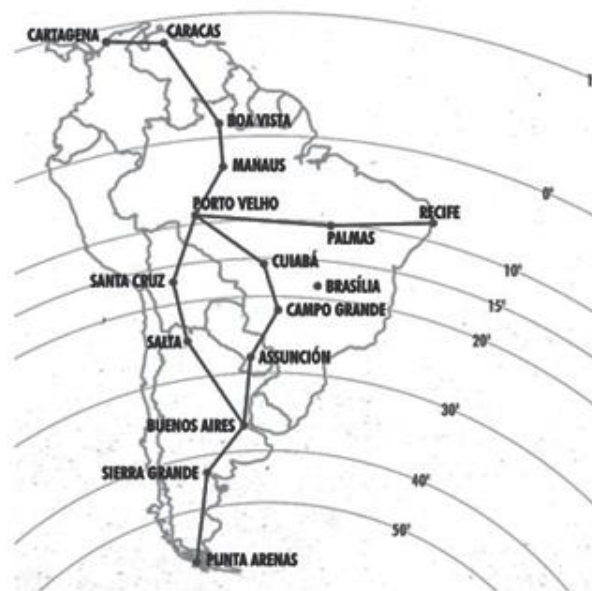 CARTAGENA
CARACAS
BOA VISTA
0°
MANAUS
PORTO VELHO
RECIFE
PALMAS
10°
CUIABÁ
SANTA CRUZ
BRASÍLIA
15°
CAMPO GRANDE
20°
SALTA
ASSUNCIÓN
30°
BUENOS AIRES
SIERRA GRANDE
40°
50°
PUNTA ARENAS